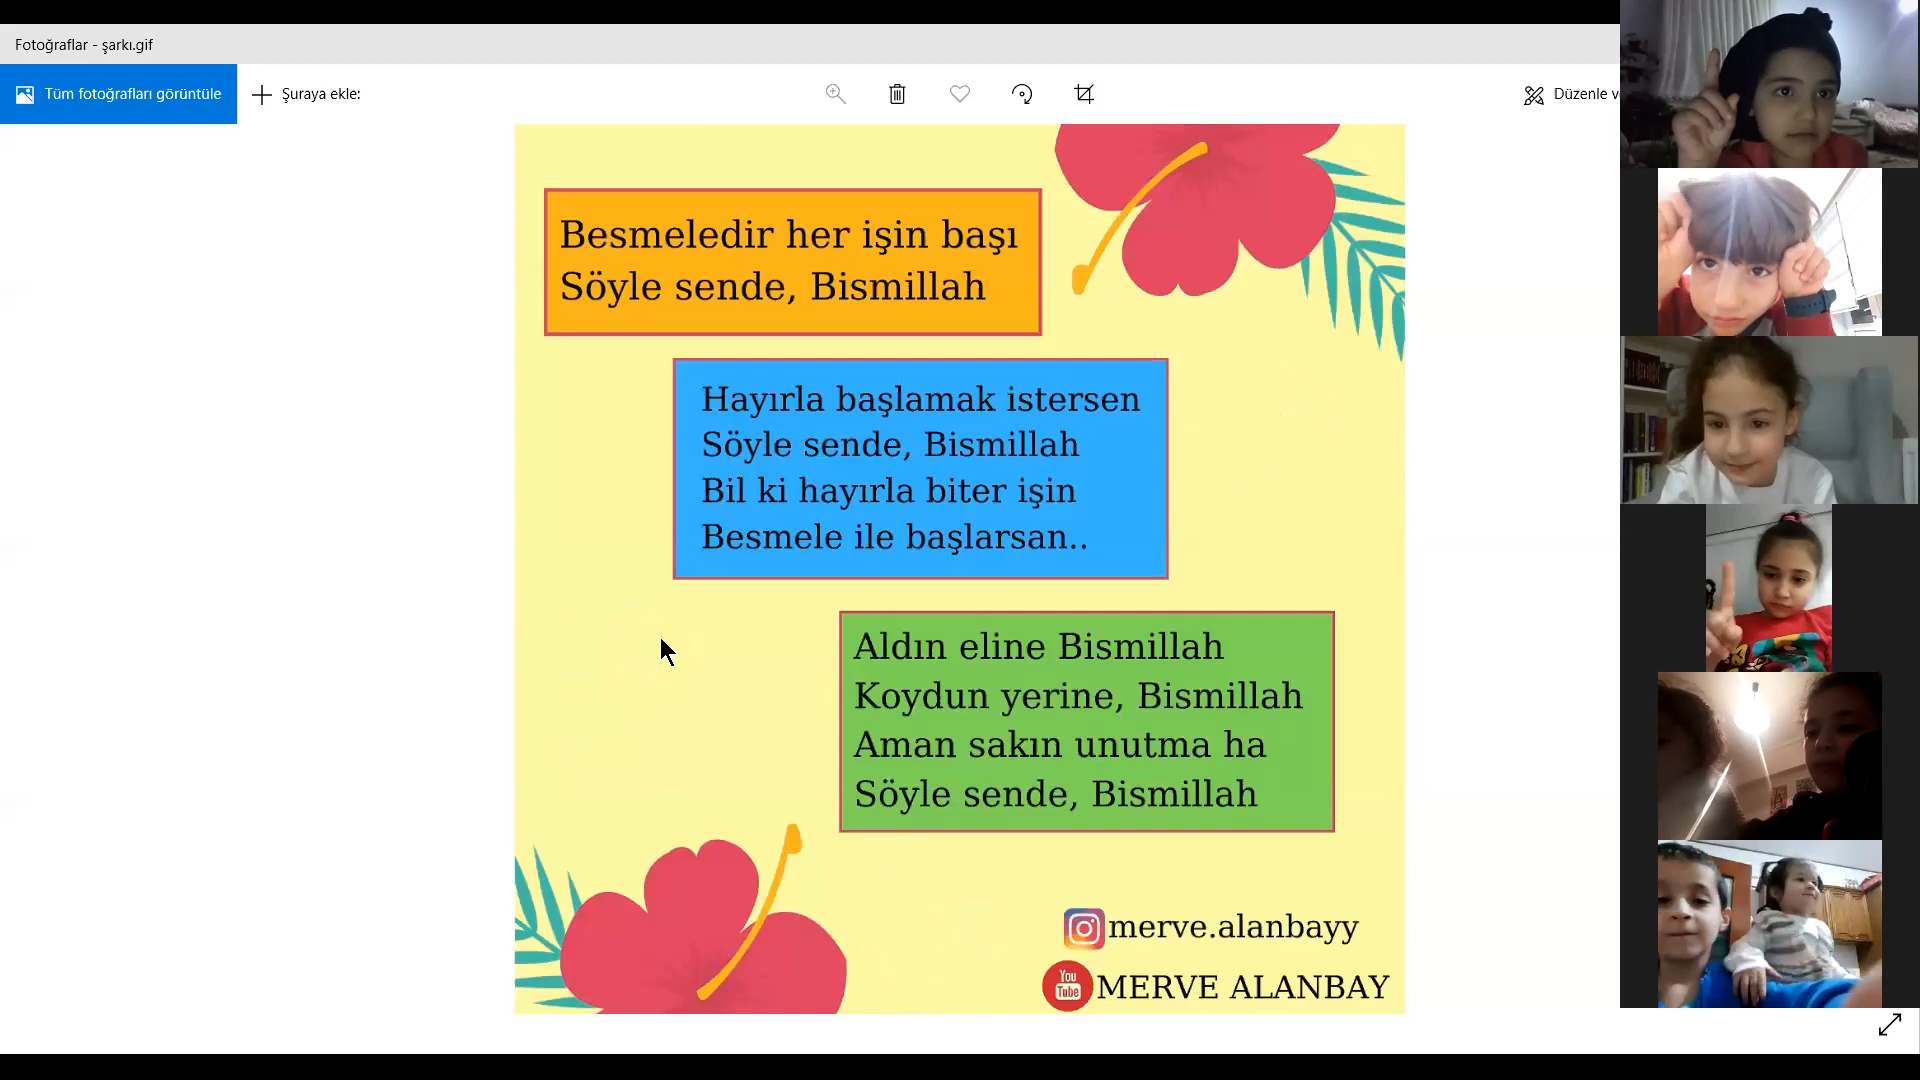 Fotoğraflar - şarkı.gif
Tüm fotoğrafları görüntüle
Şuraya ekle:
Düzenle v
Besmeledir her işin başı
Söyle sende, Bismillah
Hayırla başlamak istersen
Söyle sende, Bismillah
Bil ki hayırla biter işin
Besmele ile başlarsan..
Aldın eline Bismillah
Koydun yerine, Bismillah
Aman sakın unutma ha
Söyle sende, Bismillah
merve.alanbayy
You
Tube
MERVE ALANBAY